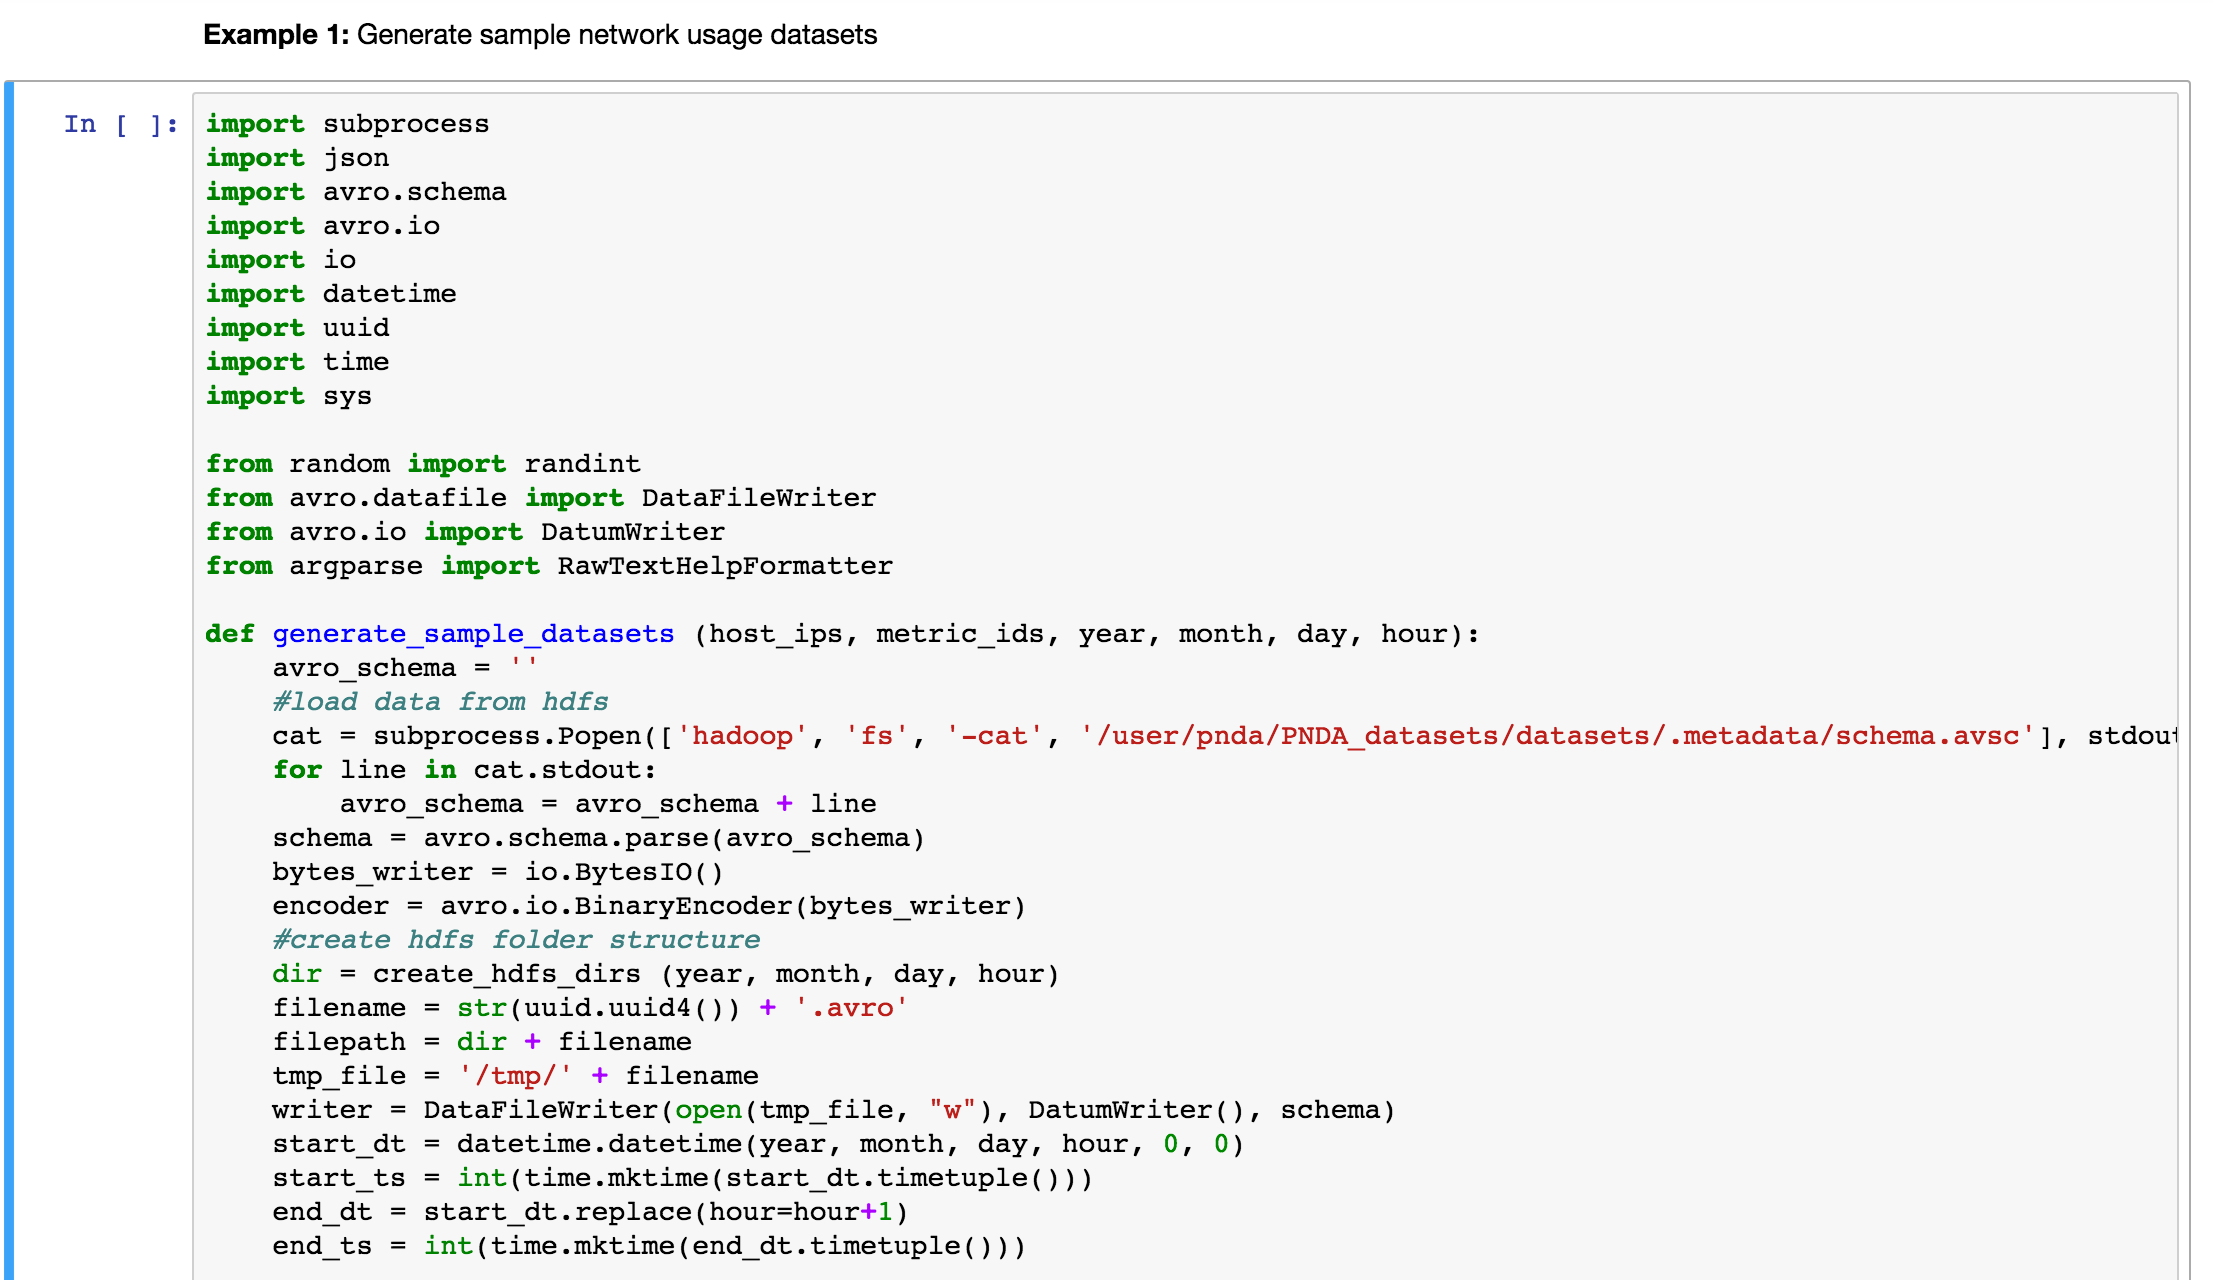 Example 1: Generate sample network usage datasets
In [ ]:
import subprocess
import json
import avro.schema
import avro.io
import io
import datetime
import uuid
import time
import sys

from random import randint
from avro.datafile import DataFileWriter
from avro.io import DatumWriter
from argparse import RawTextHelpFormatter

def generate_sample_datasets (host_ips, metric_ids, year, month, day, hour):
    avro_schema = ''
    #load data from hdfs
    cat = subprocess.Popen(['hadoop', 'fs', '-cat', '/user/pnda/PNDA_datasets/datasets/.metadata/schema.avsc'], stdout
    for line in cat.stdout:
        avro_schema = avro_schema + line
    schema = avro.schema.parse(avro_schema)
    bytes_writer = io.BytesIO()
    encoder = avro.io.BinaryEncoder(bytes_writer)
    #create hdfs folder structure
    dir = create_hdfs_dirs (year, month, day, hour)
    filename = str(uuid.uuid4()) + '.avro'
    filepath = dir + filename
    tmp_file = '/tmp/' + filename
    writer = DataFileWriter(open(tmp_file, "w"), DatumWriter(), schema)
    start_dt = datetime.datetime(year, month, day, hour, 0, 0)
    start_ts = int(time.mktime(start_dt.timetuple()))
    end_dt = start_dt.replace(hour=hour+1)
    end_ts = int(time.mktime(end_dt.timetuple()))